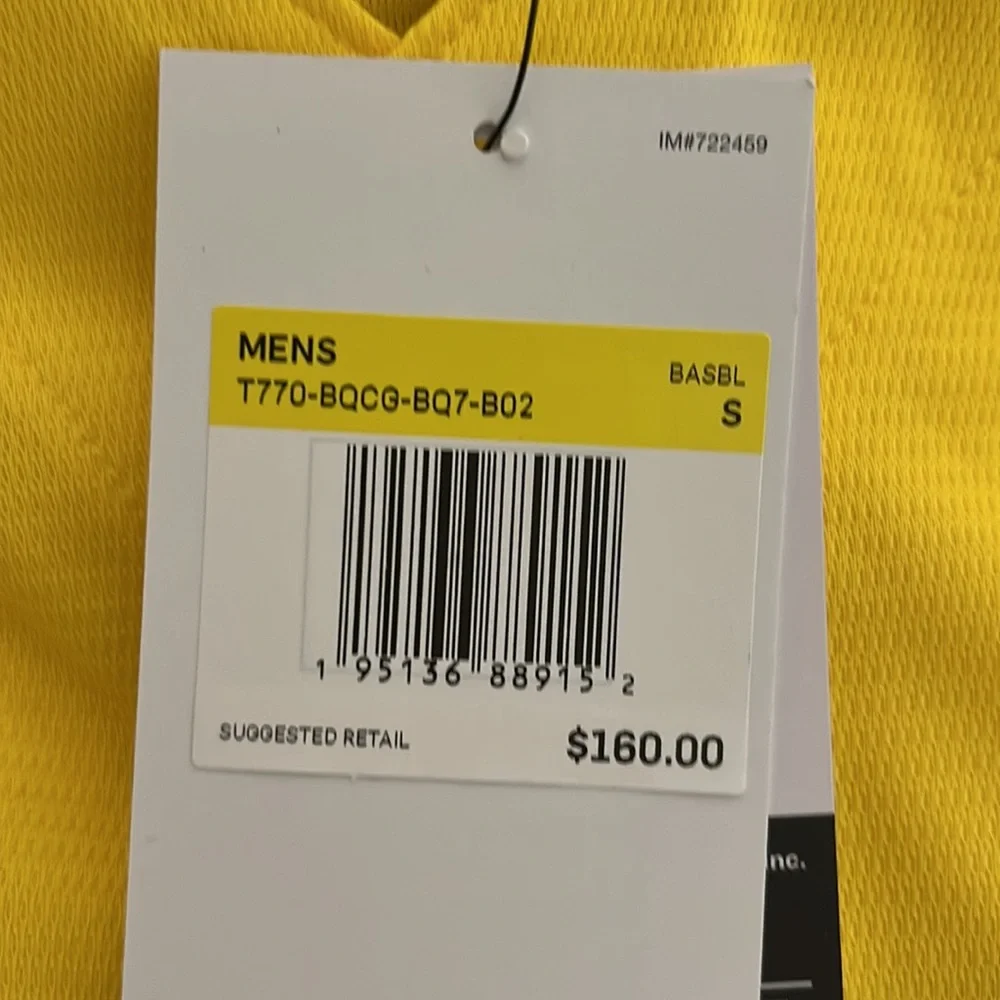 IM#722459
MENS
BASBL
T770-BQCG-BQ7-B02
S
1 95136 88915 2
SUGGESTED RETAIL
$160.00
nc.